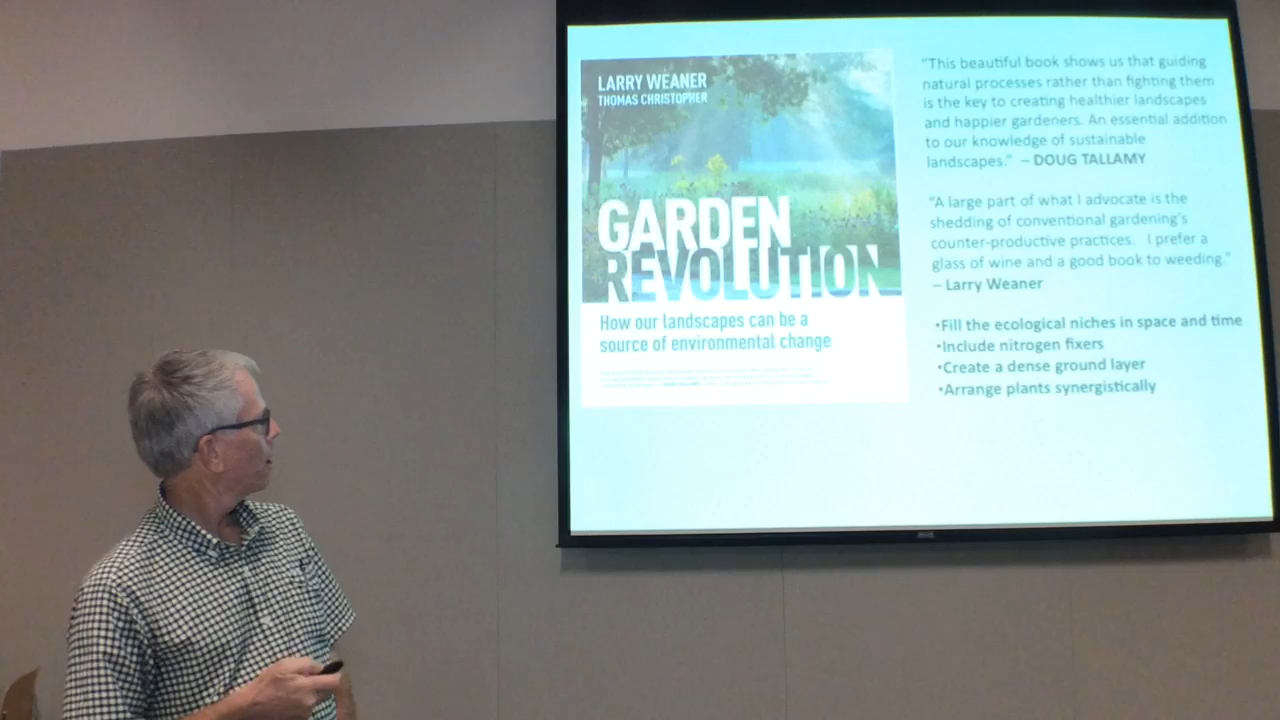 LARRY WEANER
THOMAS CHRISTOPHER
GARDEN
REVOLUTION
How our landscapes can be a
source of environmental change
“This beautiful book shows us that guiding
natural processes rather than fighting them
is the key to creating healthier landscapes
and happier gardeners. An essential addition
to our knowledge of sustainable
landscapes.” – DOUG TALLAMY
“A large part of what I advocate is the
shedding of conventional gardening's
counter-productive practices. I prefer a
glass of wine and a good book to weeding.”
– Larry Weaner
•Fill the ecological niches in space and time
•Include nitrogen fixers
•Create a dense ground layer
•Arrange plants synergistically